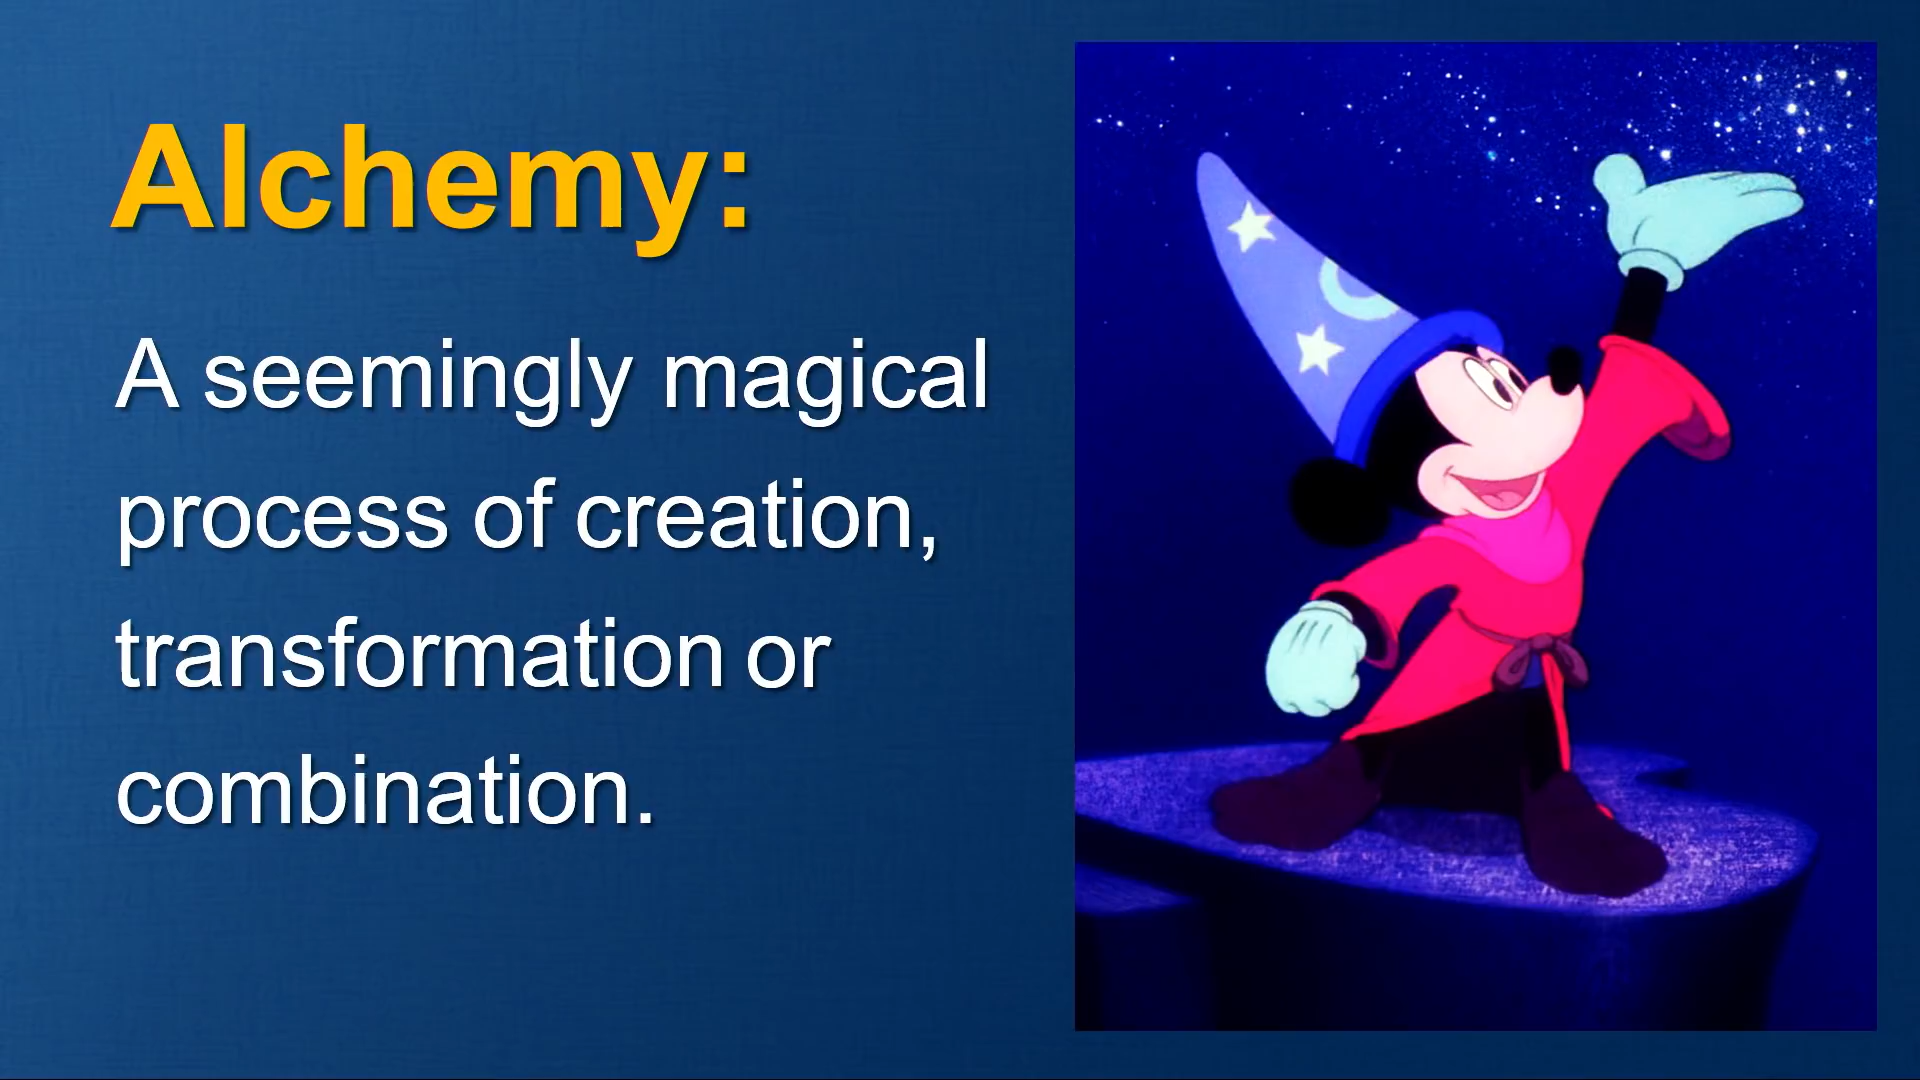 Alchemy:
A seemingly magical
process of creation,
transformation or
combination.